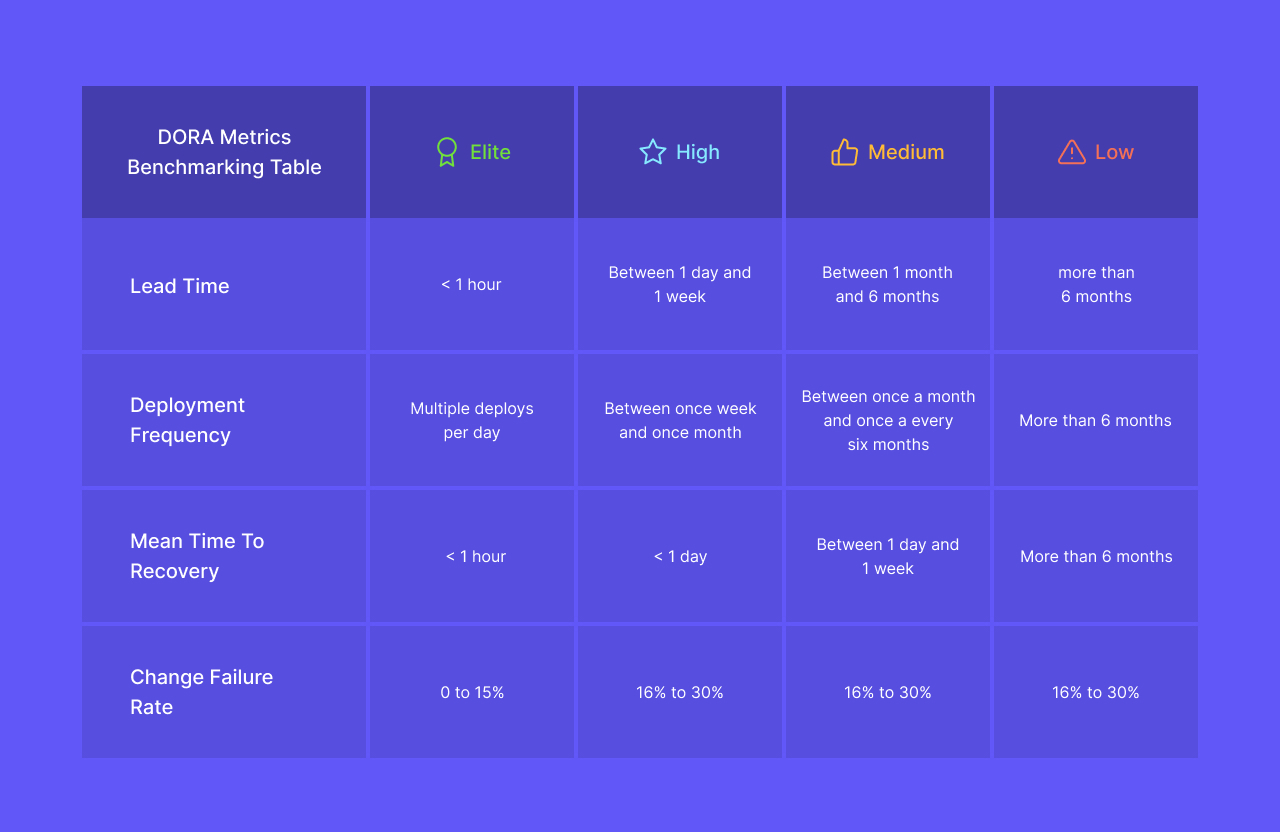 DORA Metrics
Benchmarking Table
Elite
High
Medium
Low
Lead Time
< 1 hour
Between 1 day and
1 week
Between 1 month
and 6 months
more than
6 months
Deployment
Frequency
Multiple deploys
per day
Between once week
and once month
Between once a month
and once a every
six months
More than 6 months
Mean Time To
Recovery
< 1 hour
< 1 day
Between 1 day and
1 week
More than 6 months
Change Failure
Rate
0 to 15%
16% to 30%
16% to 30%
16% to 30%